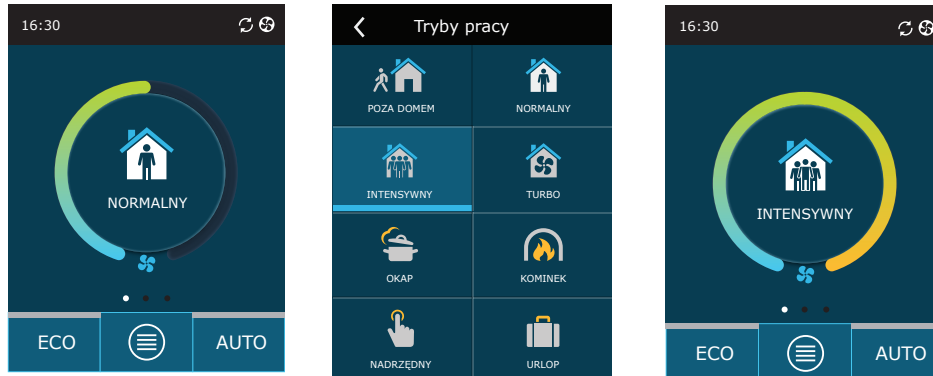 16:30
NORMALNY
ECO
AUTO
Tryby pracy
POZA DOMEM
NORMALNY
INTENSYWNY
TURBO
OKAP
KOMINEK
NADRZĘDNY
URLOP
16:30
INTENSYWNY
ECO
AUTO